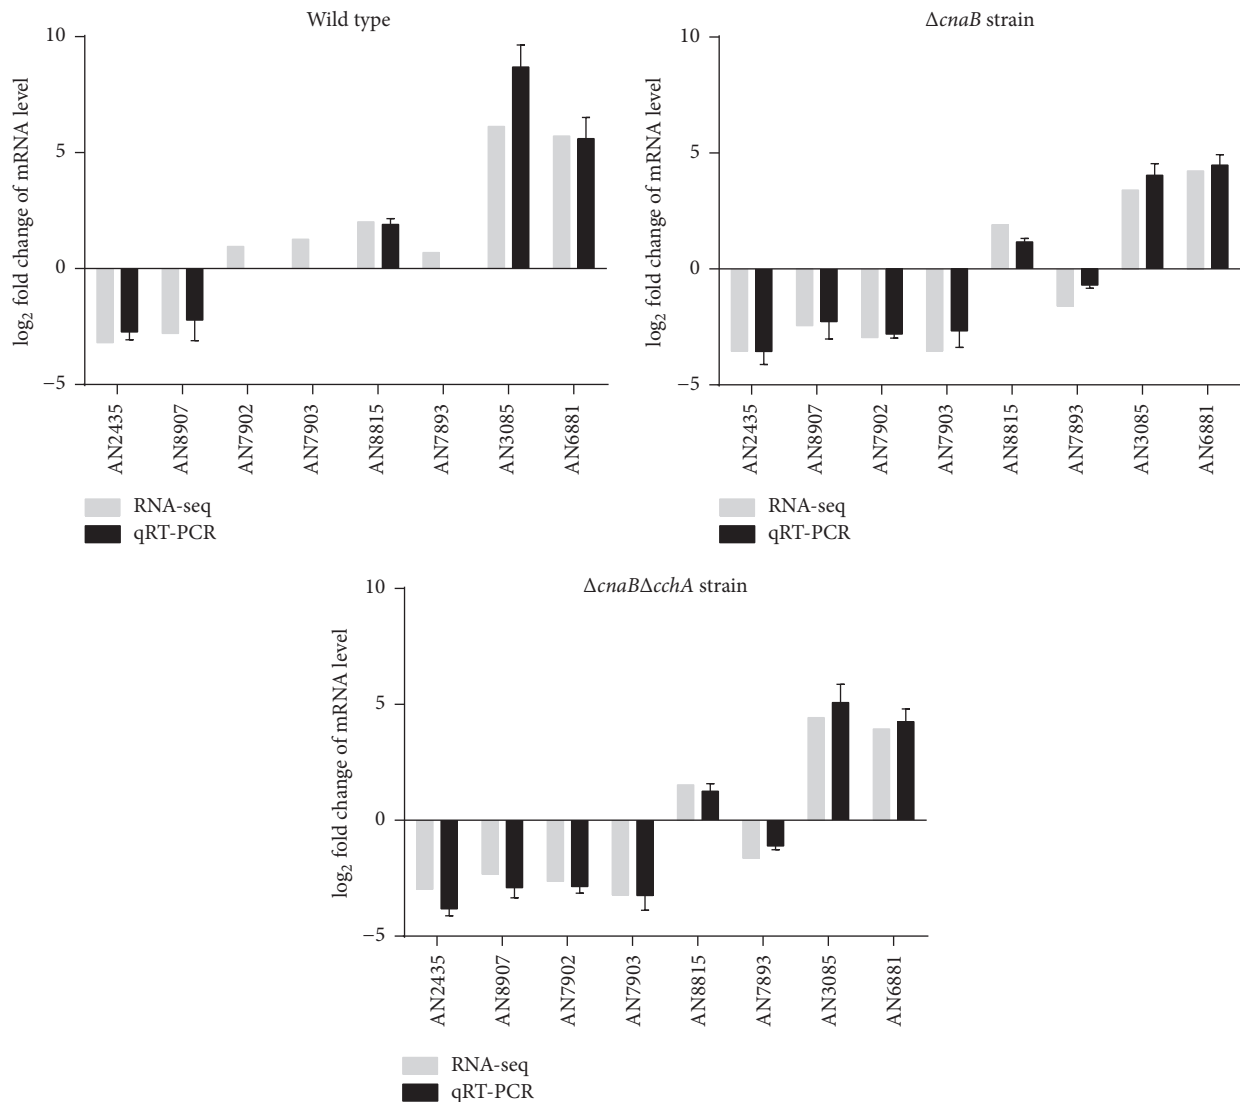 Wild type
log₂ fold change of mRNA level
10
5
0
−5
AN2435
AN8907
AN7902
AN7903
AN8815
AN7893
AN3085
AN6881
RNA-seq
qRT-PCR
ΔcnaB strain
log₂ fold change of mRNA level
10
5
0
−5
AN2435
AN8907
AN7902
AN7903
AN8815
AN7893
AN3085
AN6881
RNA-seq
qRT-PCR
ΔcnaBΔcchA strain
log₂ fold change of mRNA level
10
5
0
−5
AN2435
AN8907
AN7902
AN7903
AN8815
AN7893
AN3085
AN6881
RNA-seq
qRT-PCR